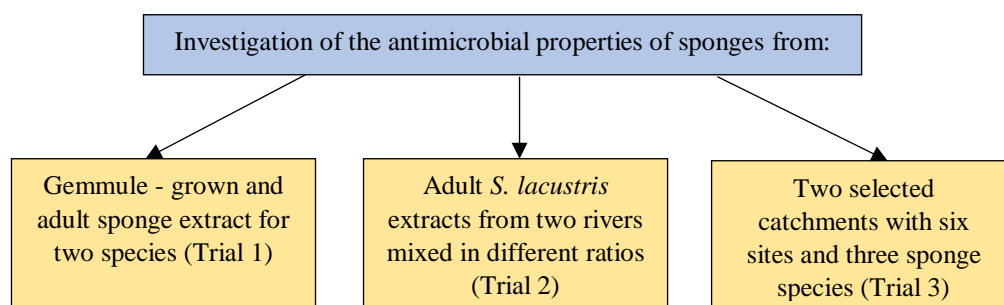 Investigation of the antimicrobial properties of sponges from:
Gemmule - grown and
adult sponge extract for
two species (Trial 1)
Adult S. lacustris
extracts from two rivers
mixed in different ratios
(Trial 2)
Two selected
catchments with six
sites and three sponge
species (Trial 3)